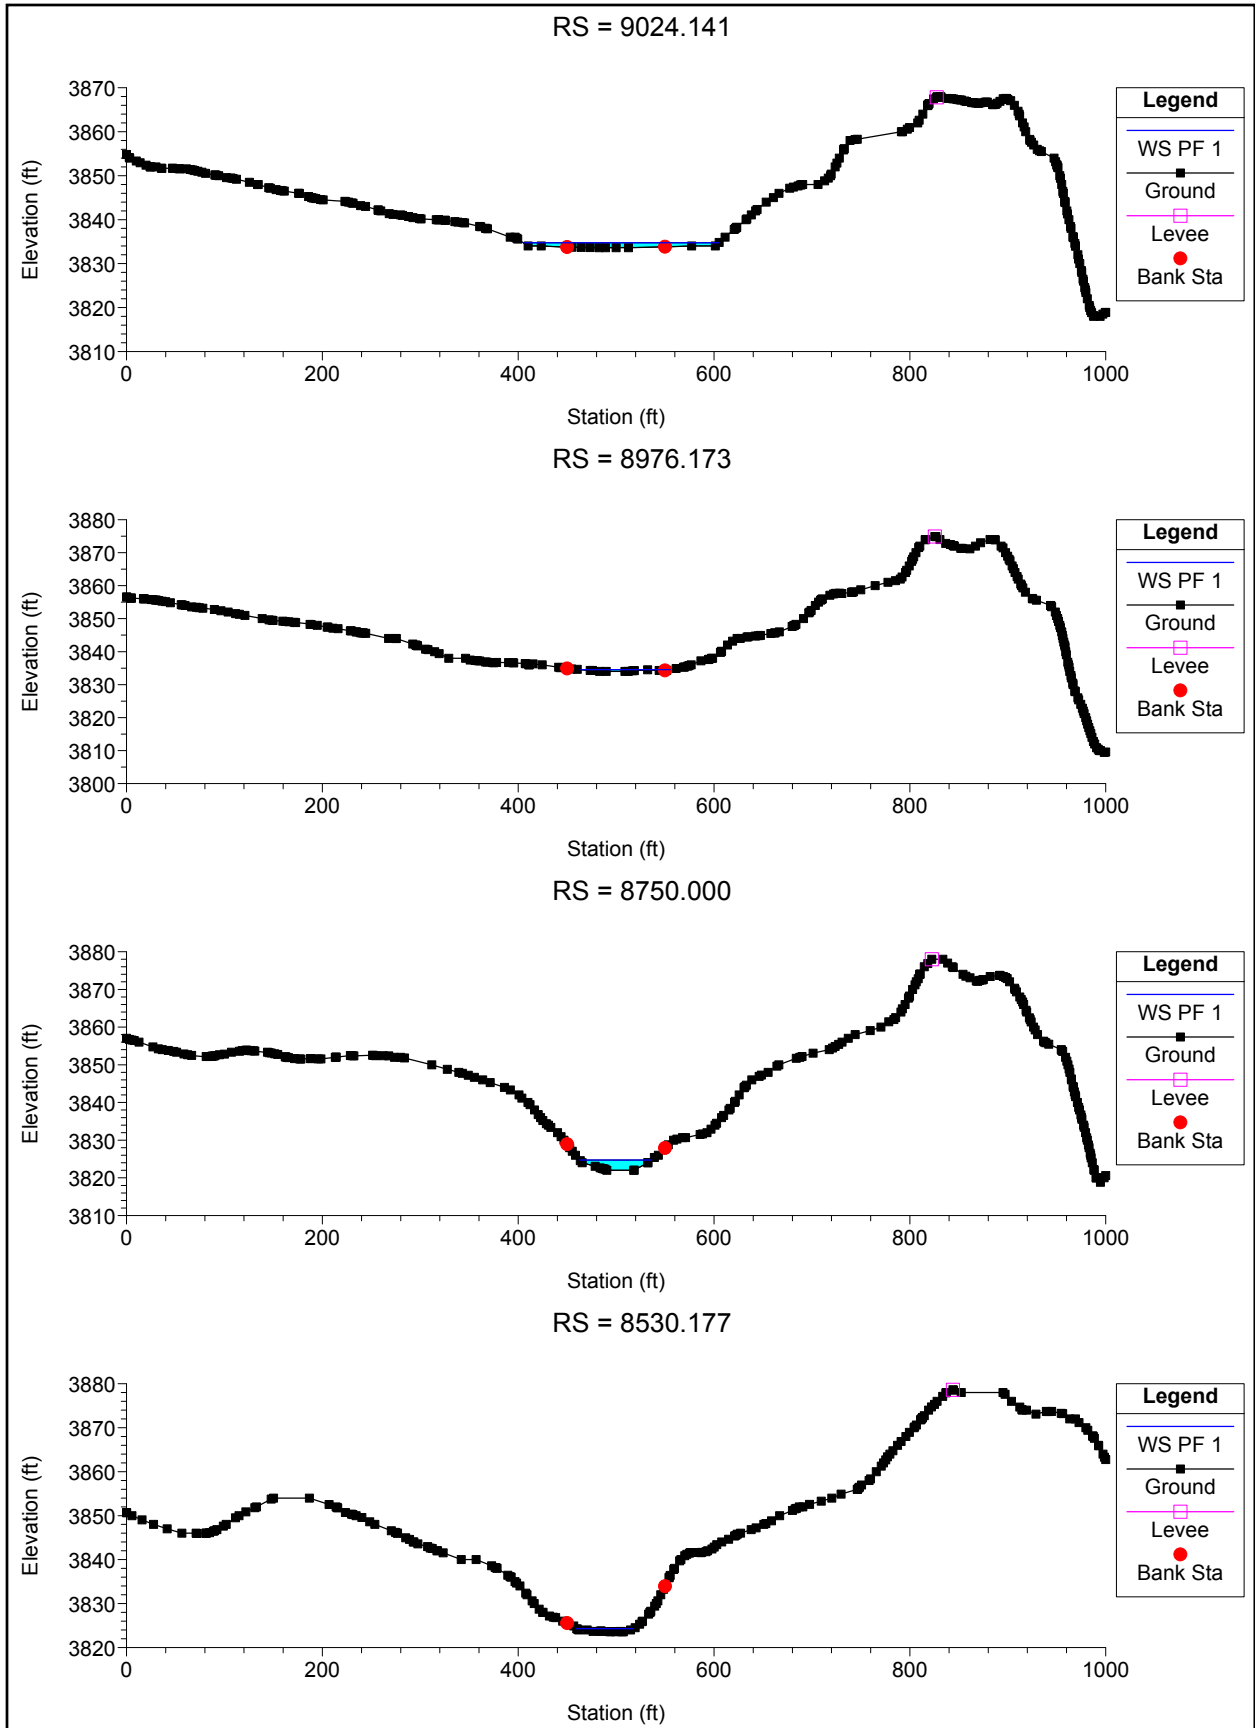 RS = 9024.141
3870
3860
3850
3840
3830
3820
3810
Elevation (ft)
0 200 400 600 800 1000
Station (ft)
Legend
WS PF 1
Ground
Levee
Bank Sta
RS = 8976.173
3880
3870
3860
3850
3840
3830
3820
3810
3800
Elevation (ft)
0 200 400 600 800 1000
Station (ft)
Legend
WS PF 1
Ground
Levee
Bank Sta
RS = 8750.000
3880
3870
3860
3850
3840
3830
3820
3810
Elevation (ft)
0 200 400 600 800 1000
Station (ft)
Legend
WS PF 1
Ground
Levee
Bank Sta
RS = 8530.177
3880
3870
3860
3850
3840
3830
3820
Elevation (ft)
0 200 400 600 800 1000
Station (ft)
Legend
WS PF 1
Ground
Levee
Bank Sta